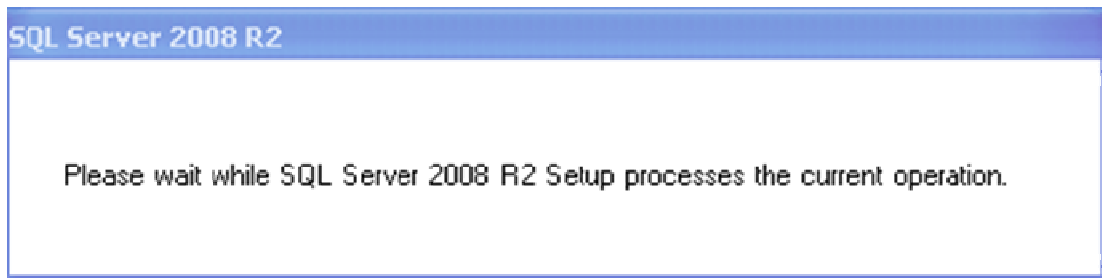 SQL Server 2008 R2
Please wait while SQL Server 2008 R2 Setup processes the current operation.